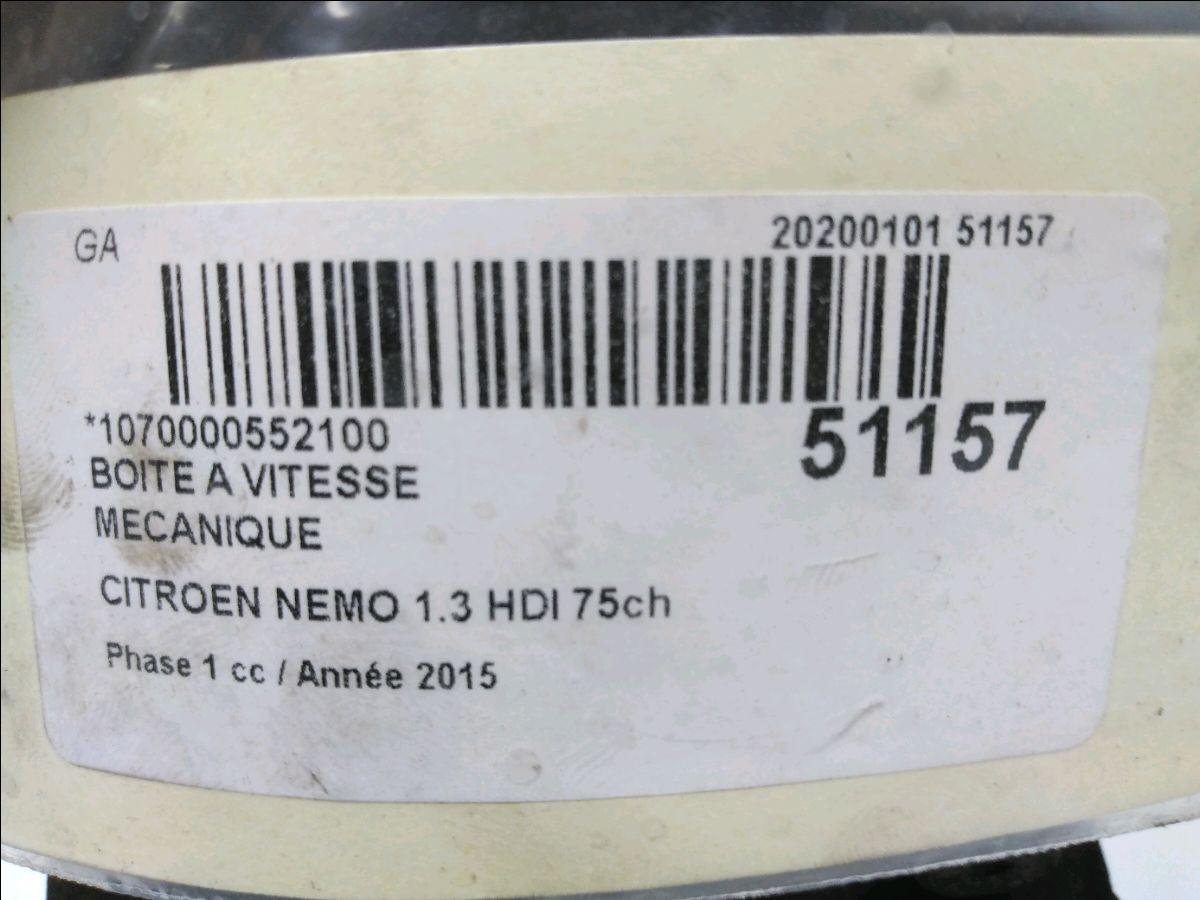 GA
20200101 51157
*1070000552100
51157
BOITE A VITESSE
MECANIQUE
CITROEN NEMO 1.3 HDI 75ch
Phase 1 cc / Année 2015